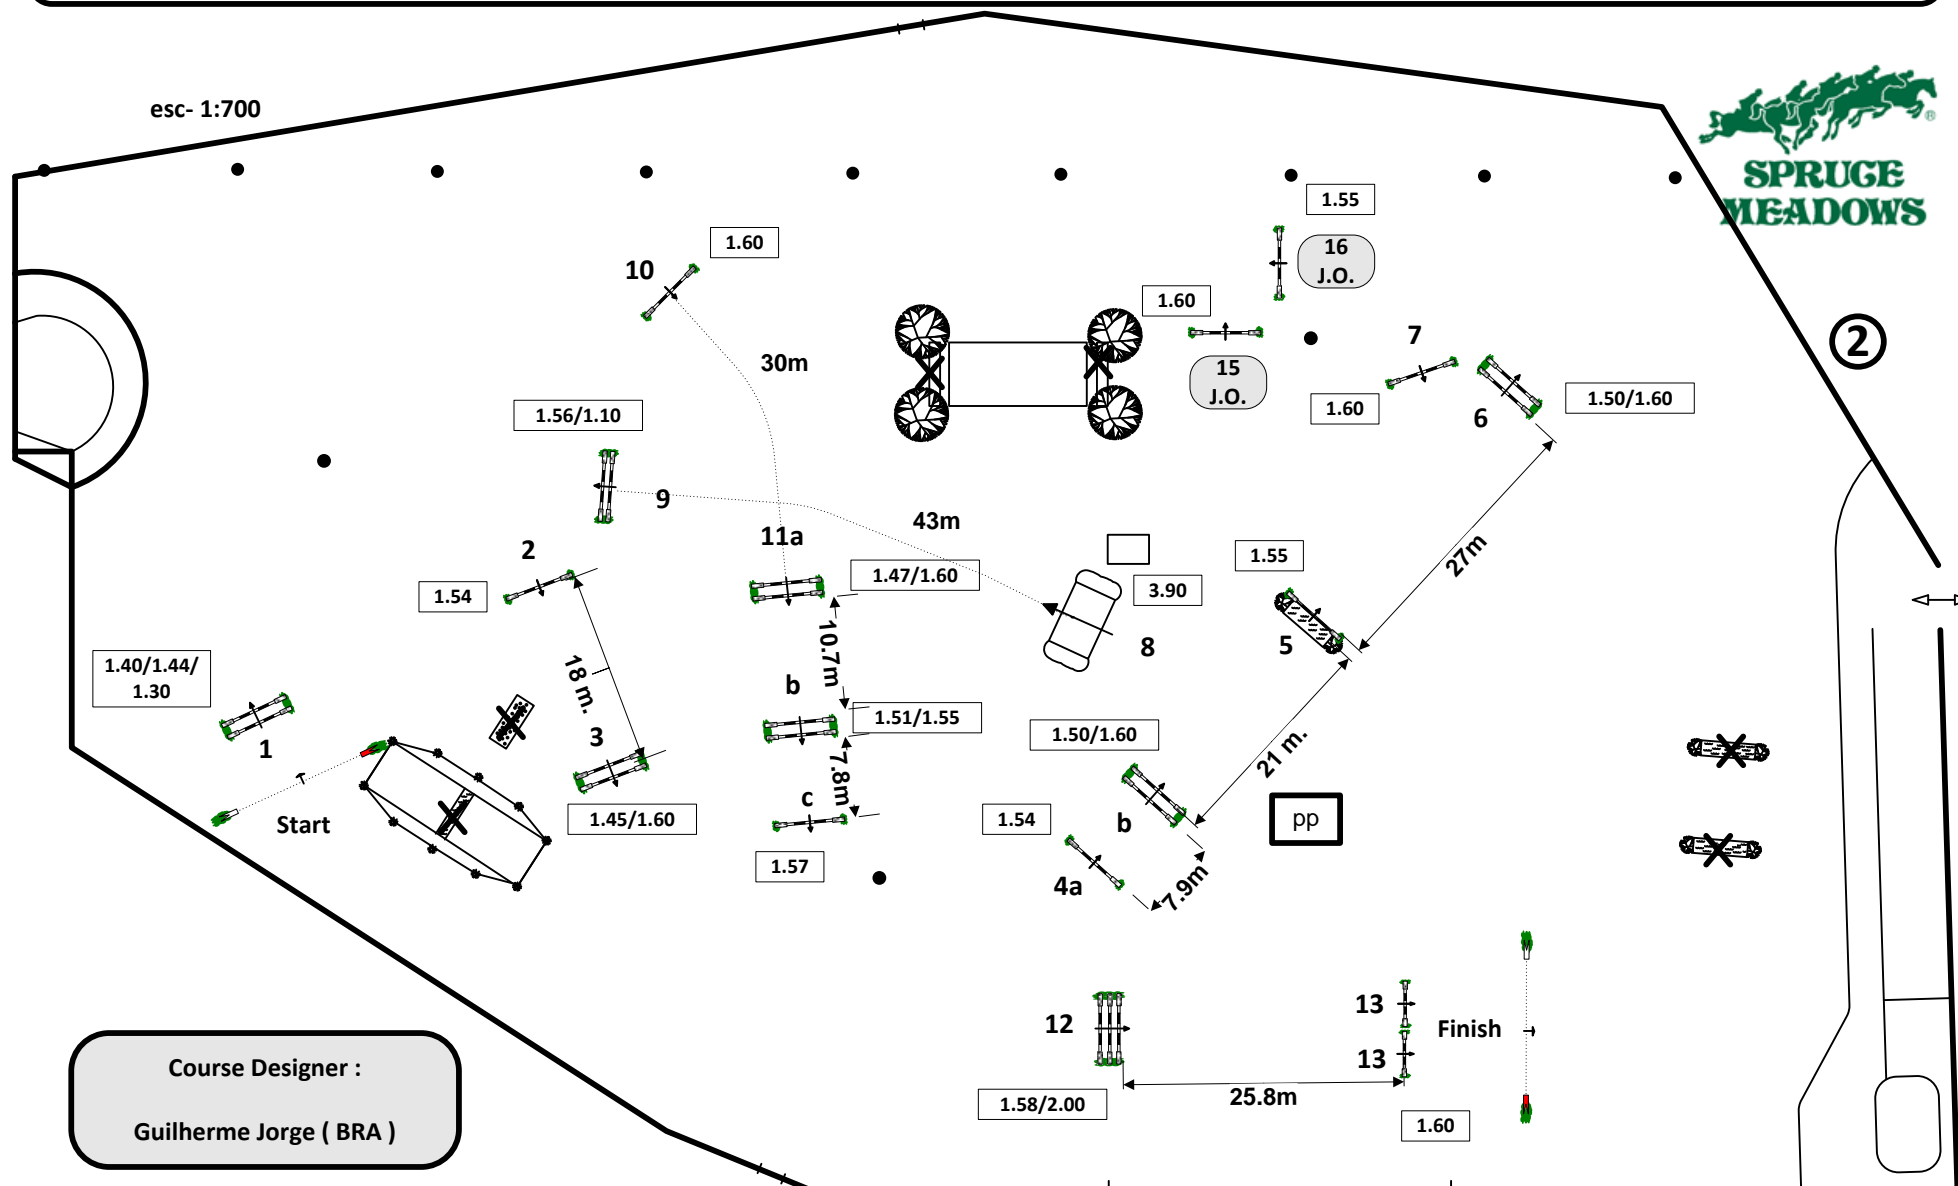 esc- 1:700
SPRUCE
MEADOWS
®
1.55
16
J.O.
1.60
10
1.60
15
J.O.
7
2
30m
1.60
6
1.50/1.60
1.56/1.10
9
43m
11a
27m
2
1.54
1.47/1.60
3.90
1.55
10.7m
8
5
18 m.
1.40/1.44/
1.30
1
b
1.51/1.55
1.50/1.60
21 m.
3
7.8m
c
1.45/1.60
Start
1.54
b
pp
1.57
4a
7.9m
12
13
Finish
13
25.8m
1.58/2.00
1.60
Course Designer :
Guilherme Jorge ( BRA )